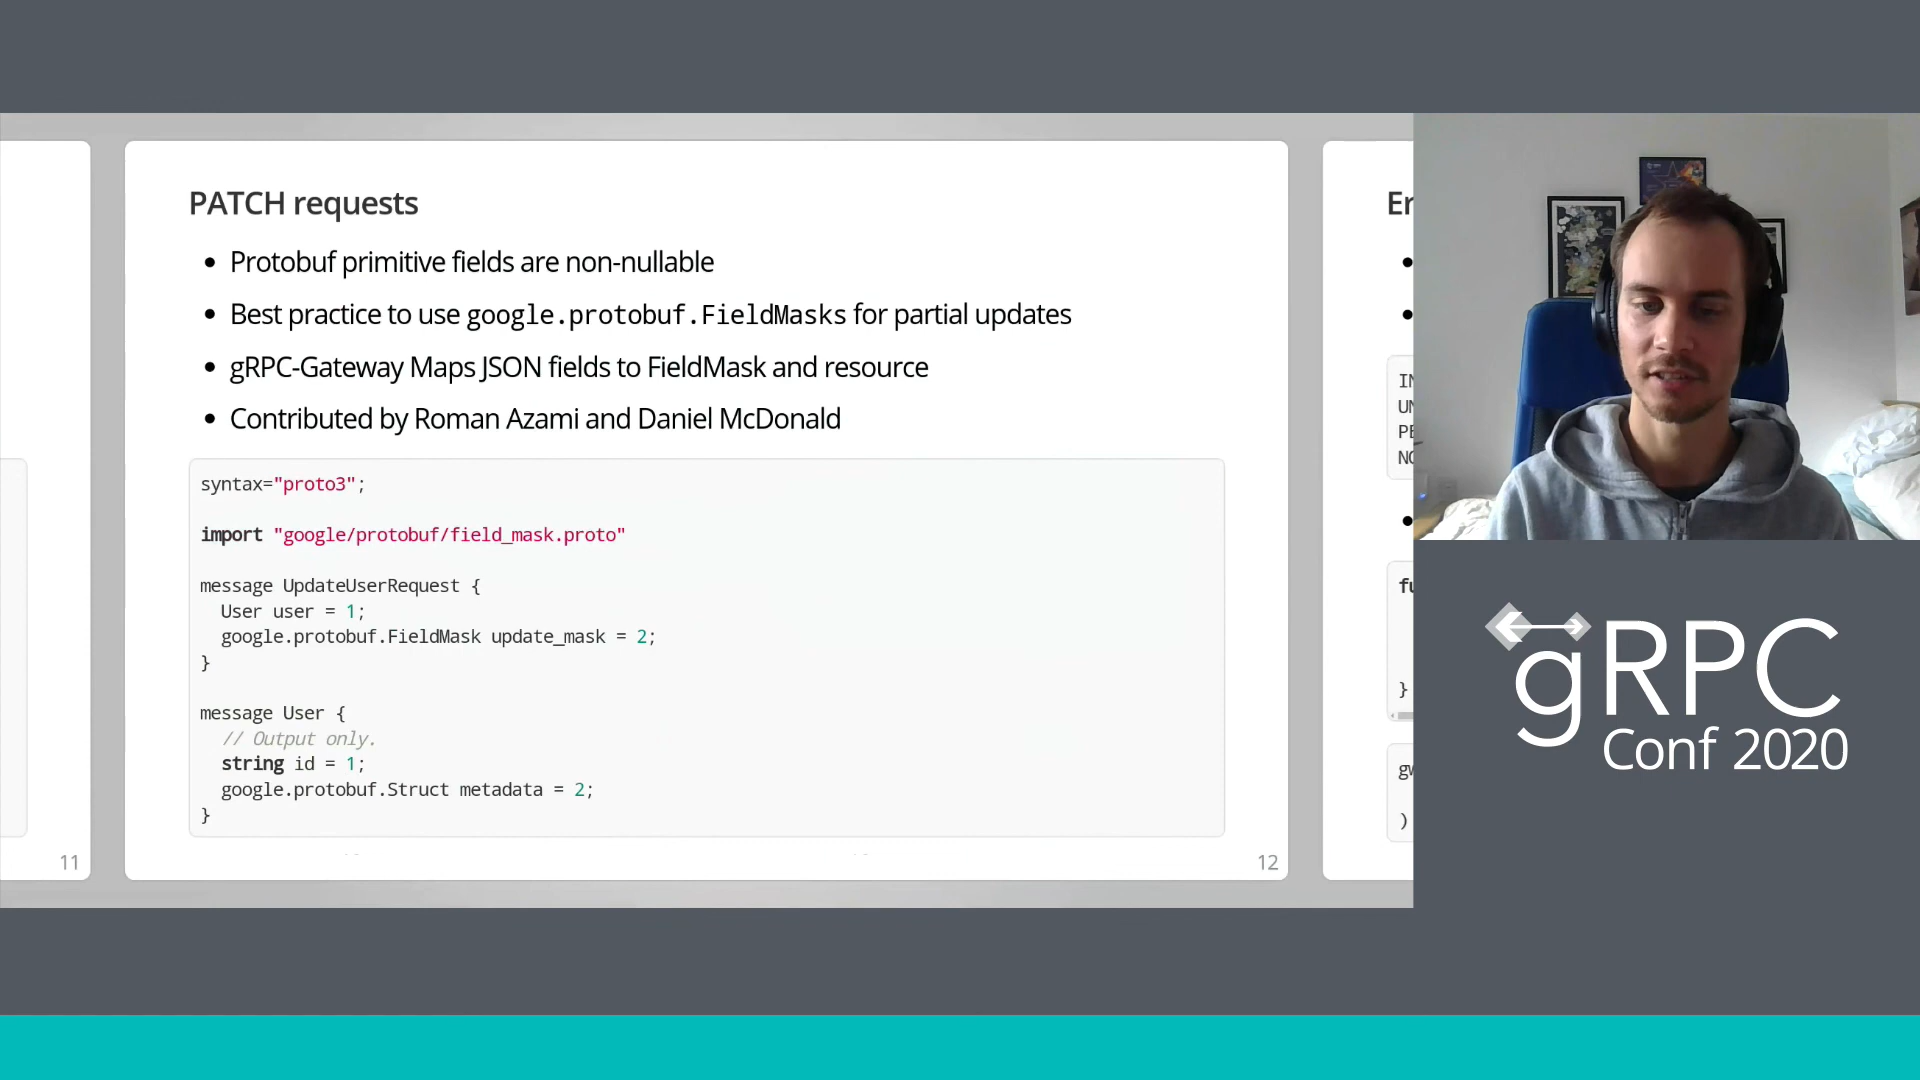 PATCH requests
Protobuf primitive fields are non-nullable
Best practice to use google.protobuf.FieldMasks for partial updates
gRPC-Gateway Maps JSON fields to FieldMask and resource
Contributed by Roman Azami and Daniel McDonald
syntax="proto3";
import "google/protobuf/field_mask.proto"
message UpdateUserRequest {
User user = 1;
google.protobuf.FieldMask update_mask = 2;
}
message User {
// Output only.
string id = 1;
google.protobuf.Struct metadata = 2;
}
11
12
}
)
gRPC
Conf 2020